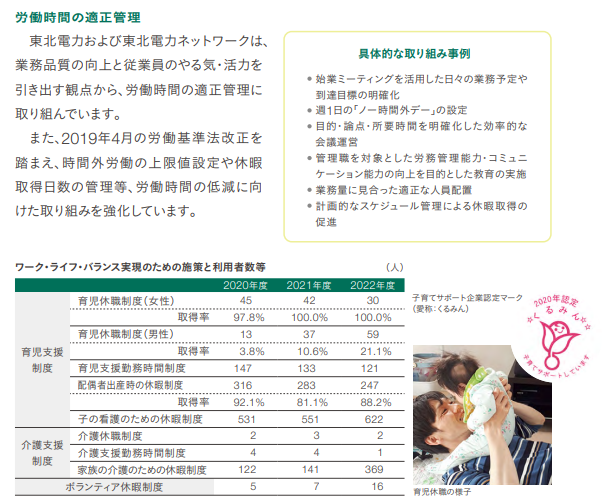 労働時間の適正管理
東北電力および東北電力ネットワークは、
業務品質の向上と従業員のやる気・活力を
引き出す観点から、労働時間の適正管理に
取り組んでいます。
また、2019年4月の労働基準法改正を
踏まえ、時間外労働の上限値設定や休暇
取得日数の管理等、労働時間の低減に向
けた取り組みを強化しています。
具体的な取り組み事例
●始業ミーティングを活用した日々の業務予定や
到達目標の明確化
●週1日の「ノー時間外デー」の設定
●目的・論点・所要時間を明確化した効率的な
会議運営
●管理職を対象とした労務管理能力・コミュニ
ケーション能力の向上を目的とした教育の実施
●業務量に見合った適正な人員配置
●計画的なスケジュール管理による休暇取得の
促進
ワーク・ライフ・バランス実現のための施策と利用者数等 （人）
2020年度 2021年度 2022年度
育児支援
制度
育児休職制度（女性） 45 42 30
取得率 97.8% 100.0% 100.0%
育児休職制度（男性） 13 37 59
取得率 3.8% 10.6% 21.1%
育児支援勤務時間制度 147 133 121
配偶者出産時の休暇制度 316 283 247
取得率 92.1% 81.1% 88.2%
子の看護のための休暇制度 531 551 622
介護支援
制度
介護休職制度 2 3 2
介護支援勤務時間制度 4 4 1
家族の介護のための休暇制度 122 141 369
ボランティア休暇制度 5 7 16
子育てサポート企業認定マーク
（愛称：くるみん）
2020年認定
くるみん
子育てサポートしています
育児休職の様子